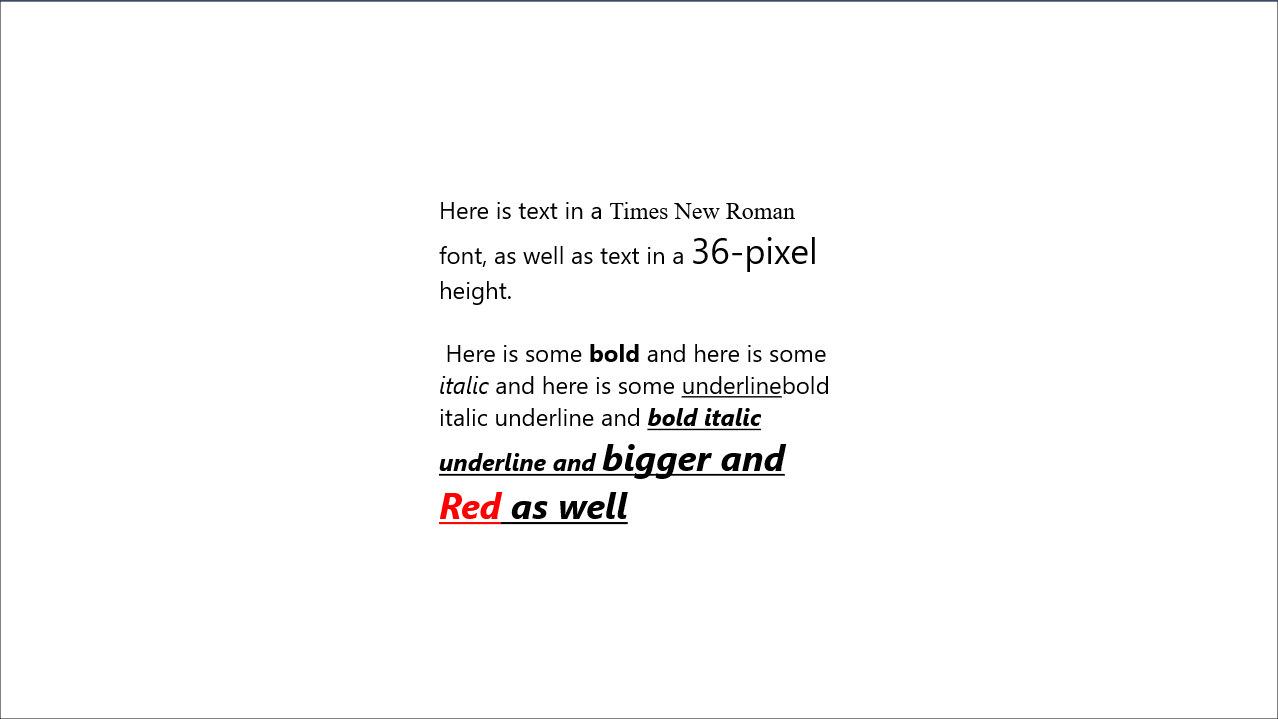 Here is text in a Times New Roman
font, as well as text in a 36-pixel
height.
Here is some bold and here is some
italic and here is some underlinebold
italic underline and bold italic
underline and bigger and
Red as well